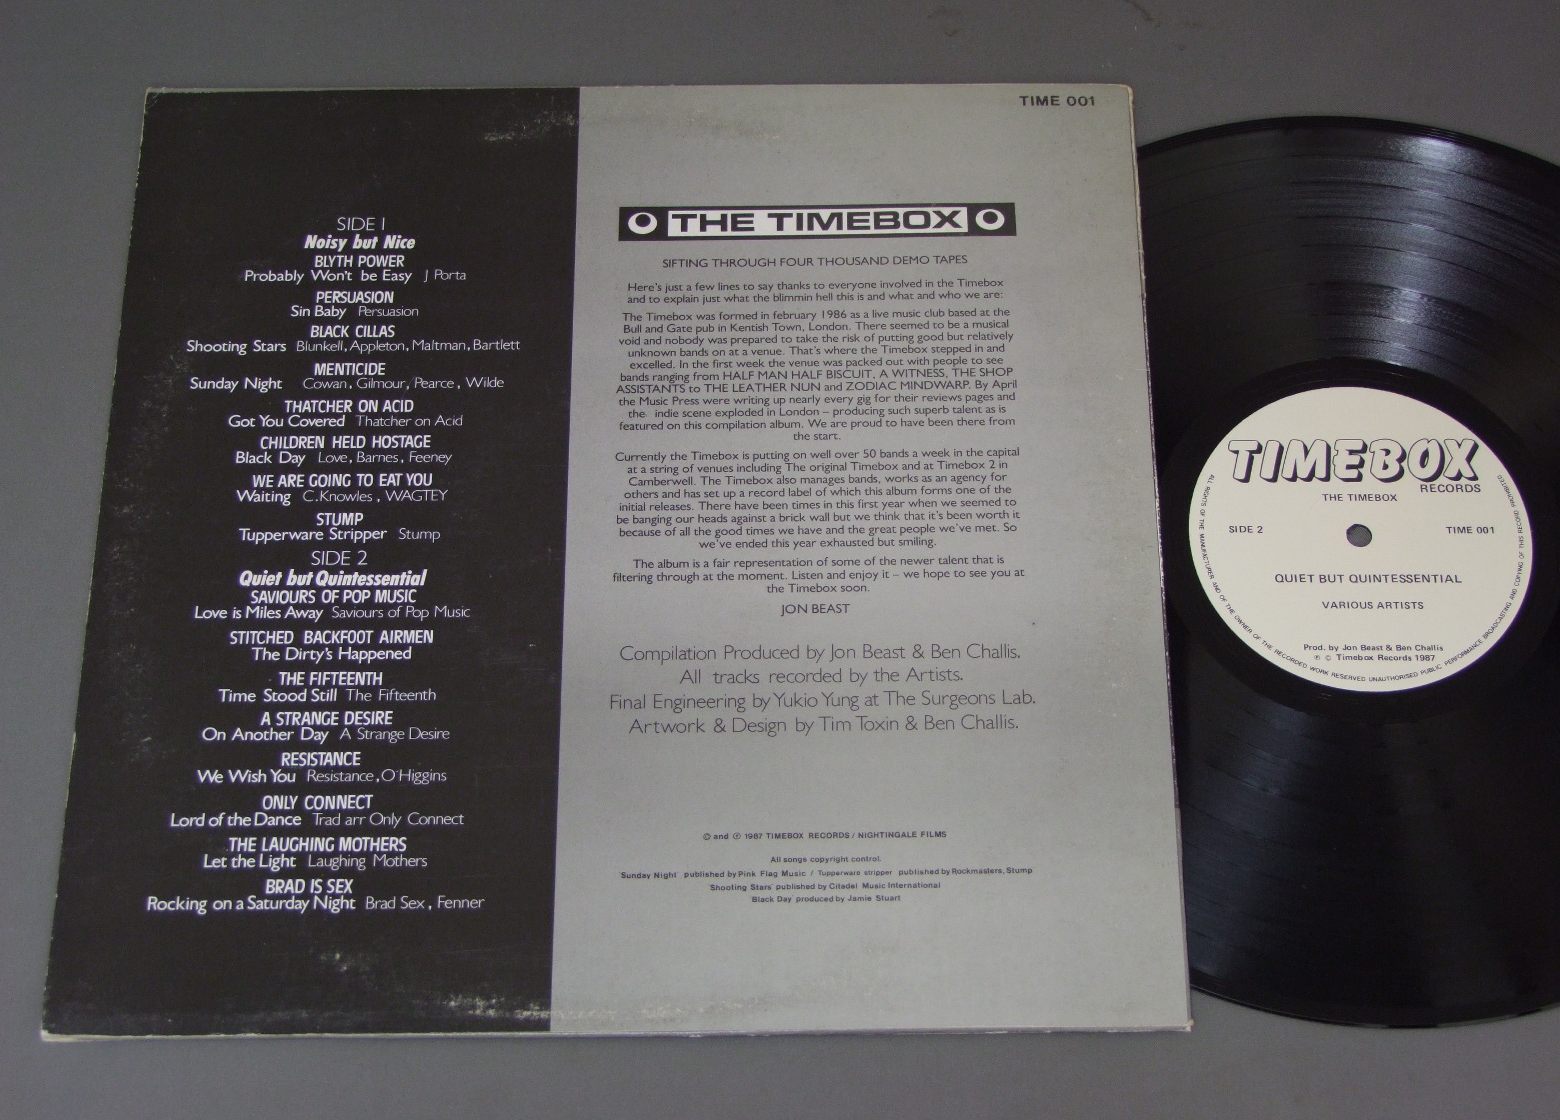 SIDE 1
Noisy but Nice
BLYTH POWER
Probably Won't be Easy J Porta
PERSUASION
Sin Baby Persuasion
BLACK CILLAS
Shooting Stars Blunkell, Appleton, Maltman, Bartlett
MENTICIDE
Sunday Night Cowan, Gilmour, Pearce, Wilde
THATCHER ON ACID
Got You Covered Thatcher on Acid
CHILDREN HELD HOSTAGE
Black Day Love, Barnes, Feeney
WE ARE GOING TO EAT YOU
Waiting C.Knowles, WAGTEY
STUMP
Tupperware Stripper Stump
SIDE 2
Quiet but Quintessential
SAVIOURS OF POP MUSIC
Love is Miles Away Saviours of Pop Music
STITCHED BACKFOOT AIRMEN
The Dirty's Happened
THE FIFTEENTH
Time Stood Still The Fifteenth
A STRANGE DESIRE
On Another Day A Strange Desire
RESISTANCE
We Wish You Resistance, O'Higgins
ONLY CONNECT
Lord of the Dance Trad arr Only Connect
THE LAUGHING MOTHERS
Let the Light Laughing Mothers
BRAD IS SEX
Rocking on a Saturday Night Brad Sex, Fenner
TIME 001
THE TIMEBOX
SIFTING THROUGH FOUR THOUSAND DEMO TAPES
Here's just a few lines to say thanks to everyone involved in the Timebox
and to explain just what the blimmin hell this is and what and who we are:
The Timebox was formed in february 1986 as a live music club based at the
Bull and Gate pub in Kentish Town, London. There seemed to be a musical
void and nobody was prepared to take the risk of putting good but relatively
unknown bands on at a venue. That's where the Timebox stepped in and
excelled. In the first week the venue was packed out with people to see
bands ranging from HALF MAN HALF BISCUIT, A WITNESS, THE SHOP
ASSISTANTS to THE LEATHER NUN and ZODIAC MINDWARP. By April
the Music Press were writing up nearly every gig for their reviews pages and
the indie scene exploded in London – producing such superb talent as is
featured on this compilation album. We are proud to have been there from
the start.
Currently the Timebox is putting on well over 50 bands a week in the capital
at a string of venues including The original Timebox and at Timebox 2 in
Camberwell. The Timebox also manages bands, works as an agency for
others and has set up a record label of which this album forms one of the
initial releases. There have been times in this first year when we seemed to
be banging our heads against a brick wall but we think that it's been worth it
because of all the good times we have and the great people we've met. So
we've ended this year exhausted but smiling.
The album is a fair representation of some of the newer talent that is
filtering through at the moment. Listen and enjoy it – we hope to see you at
the Timebox soon.
JON BEAST
Compilation Produced by Jon Beast & Ben Challis.
All tracks recorded by the Artists.
Final Engineering by Yukio Yung at The Surgeons Lab.
Artwork & Design by Tim Toxin & Ben Challis.
© and ℗ 1987 TIMEBOX RECORDS / NIGHTINGALE FILMS
All songs copyright control.
'Sunday Night' published by Pink Flag Music / Tupperware stripper published by Rockmasters, Stump
'Shooting Stars' published by Citadel Music International
'Black Day' produced by Jamie Stuart
TIMEBOX
RECORDS
THE TIMEBOX
SIDE 2
TIME 001
QUIET BUT QUINTESSENTIAL
VARIOUS ARTISTS
Prod. by Jon Beast & Ben Challis
℗ © Timebox Records 1987
ALL RIGHTS OF THE MANUFACTURER AND OF THE OWNER OF THE RECORDED WORK RESERVED UNAUTHORISED PUBLIC PERFORMANCE BROADCASTING AND COPYING OF THIS RECORD PROHIBITED